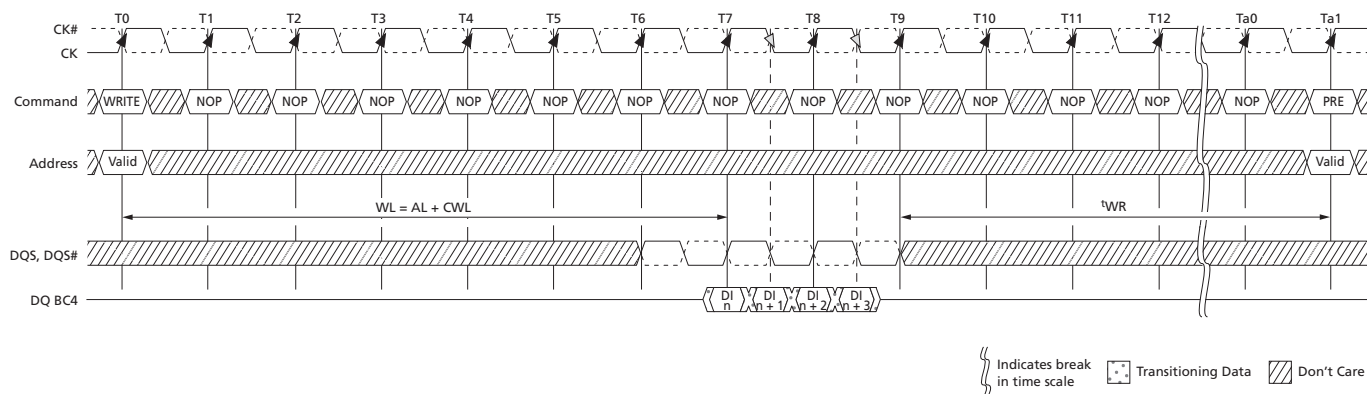 T0 T1 T2 T3 T4 T5 T6 T7 T8 T9 T10 T11 T12 Ta0 Ta1
CK#
CK
Command WRITE NOP NOP NOP NOP NOP NOP NOP NOP NOP NOP NOP NOP NOP PRE
Address Valid Valid
WL = AL + CWL tWR
DQS, DQS#
DQ BC4 DI n DI n + 1 DI n + 2 DI n + 3
Indicates break in time scale Transitioning Data Don't Care